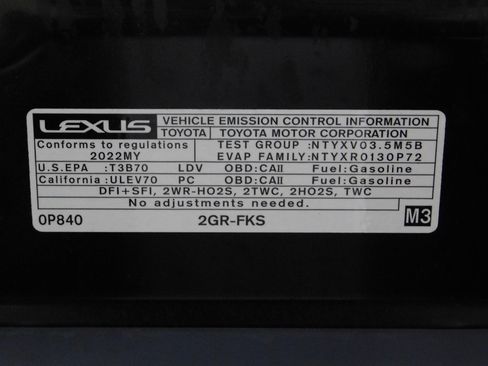 LEXUS VEHICLE EMISSION CONTROL INFORMATION
TOYOTA TOYOTA MOTOR CORPORATION
Conforms to regulations TEST GROUP:NTYXV03.5M5B
2022MY EVAP FAMILY:NTYXR0130P72
U.S.EPA :T3B70 LDV OBD:CAII Fuel:Gasoline
California :ULEV70 PC OBD:CAII Fuel:Gasoline
DFI+SFI, 2WR-HO2S, 2TWC, 2HO2S, TWC
No adjustments needed.
0P840 2GR-FKS M3